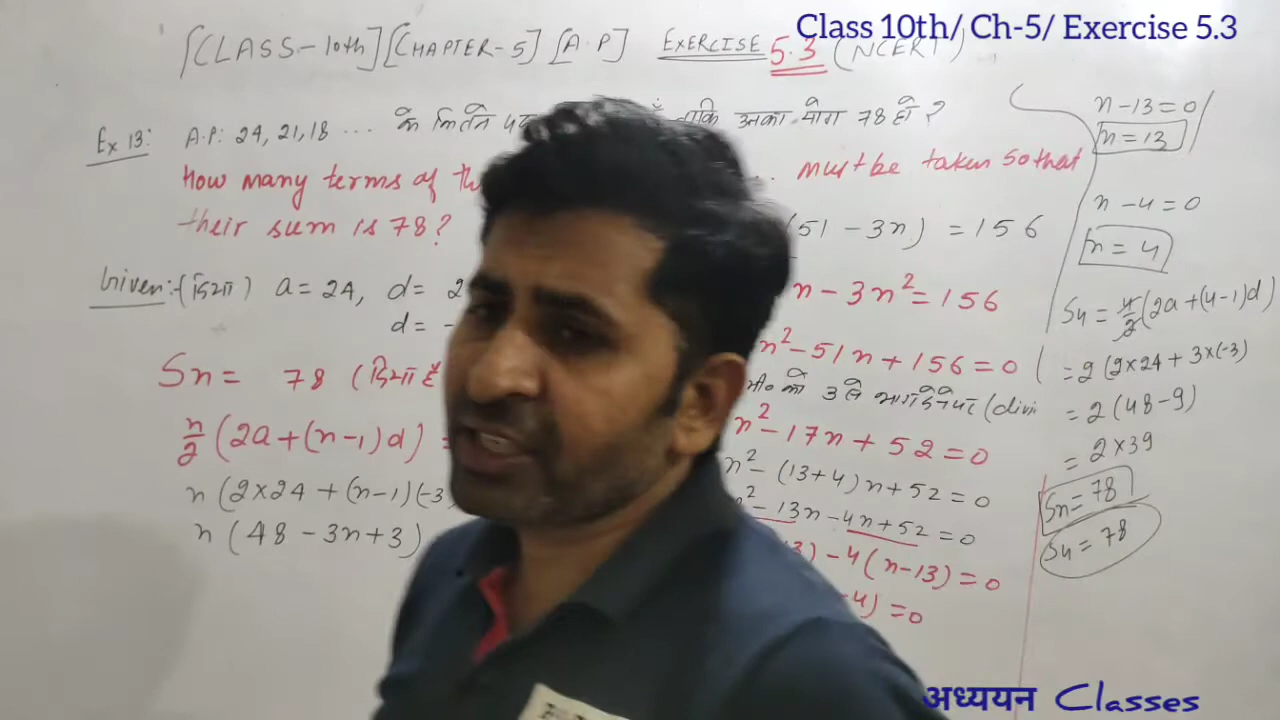 Class 10th/ Ch-5/ Exercise 5.3
[CLASS-10th] [CHAPTER-5] [A.P] EXERCISE 5.3 (NCERT)
Ex 13: A.P: 24, 21, 18 ... के कितने उनका योग 78 हो ?
How many terms of ... must be taken so that
their sum is 78?
Given:-(दिया) a = 24, d = 2
d = -
Sn = 78 (दिया है
n/2 (2a+(n-1)d) =
n (2×24 + (n-1)(-3
n (48 - 3n+3)
(51 - 3n) = 156
n - 3n² = 156
n² - 51n + 156 = 0
को 3 से भाग देने पर (divi
n² - 17n + 52 = 0
n² - (13+4)n + 52 = 0
² - 13n - 4n + 52 = 0
3) - 4(n-13) = 0
-4) = 0
n - 13 = 0
n = 13
n - 4 = 0
n = 4
S4 = 4/2 (2a + (4-1)d)
= 2 (2×24 + 3×(-3)
= 2 (48-9)
= 2×39
Sn = 78
S4 = 78
अध्ययन Classes